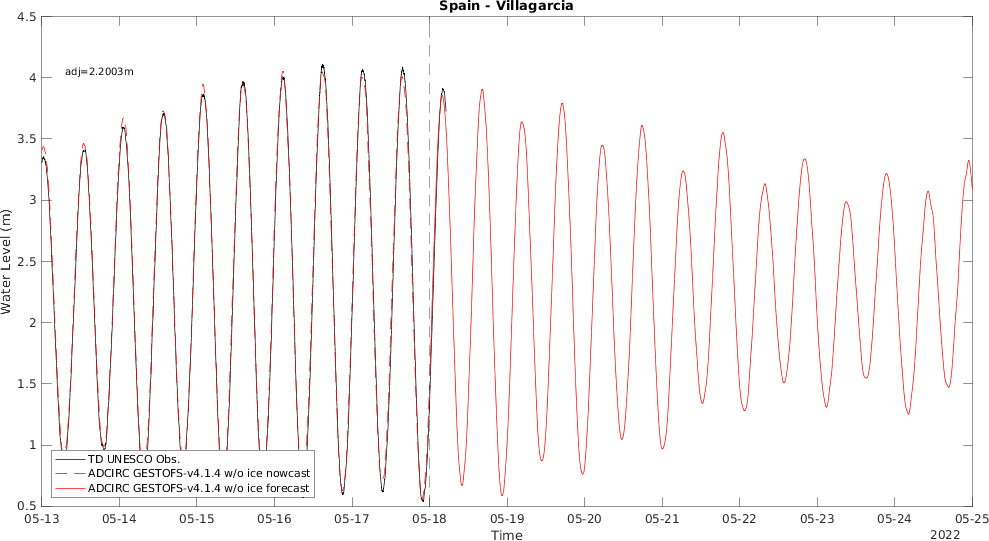 Spain - Villagarcia
4.5
4
3.5
3
2.5
2
1.5
1
0.5
Water Level (m)
adj=2.2003m
TD UNESCO Obs.
ADCIRC GESTOFS-v4.1.4 w/o ice nowcast
ADCIRC GESTOFS-v4.1.4 w/o ice forecast
05-13 05-14 05-15 05-16 05-17 05-18 05-19 05-20 05-21 05-22 05-23 05-24 05-25
Time
2022